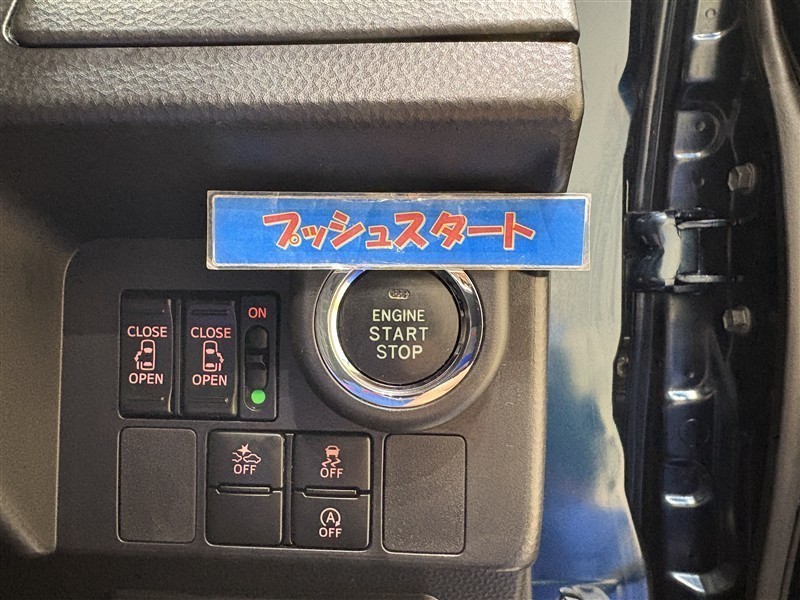 プッシュスタート
ENGINE
START
STOP
CLOSE
OPEN
CLOSE
OPEN
ON
OFF
OFF
A
OFF